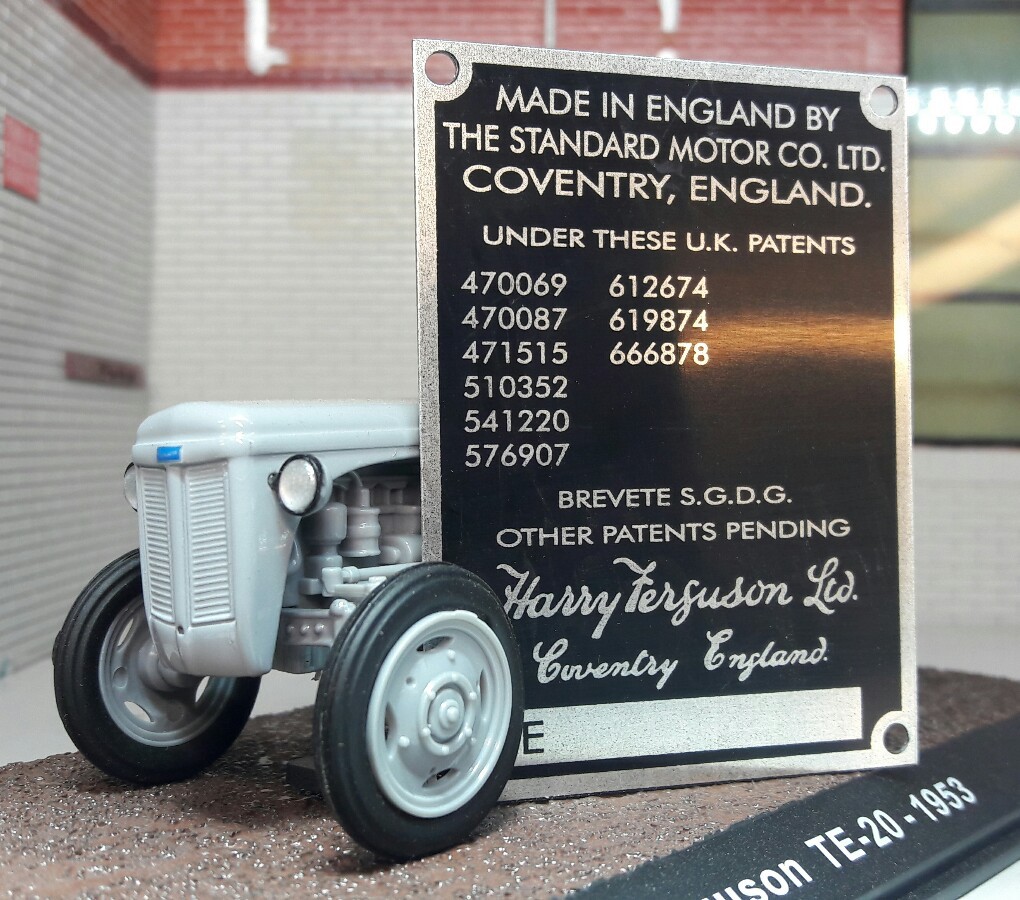 MADE IN ENGLAND BY
THE STANDARD MOTOR CO. LTD.
COVENTRY, ENGLAND.
UNDER THESE U.K. PATENTS
470069 612674
470087 619874
471515 666878
510352
541220
576907
BREVETE S.G.D.G.
OTHER PATENTS PENDING
Harry Ferguson Ltd.
Coventry England.
E
uson TE-20 - 1953